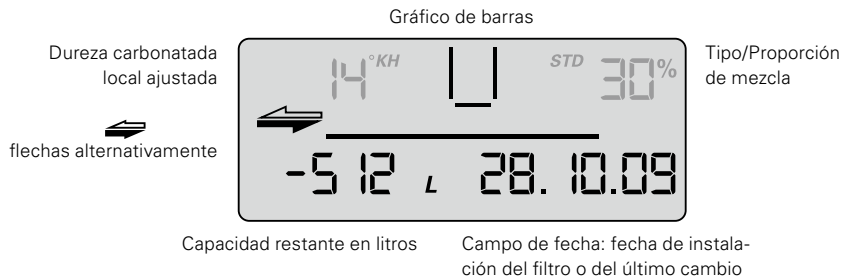 Gráfico de barras
Dureza carbonatada
local ajustada
14 °KH
STD 30%
Tipo/Proporción
de mezcla
flechas alternativamente
-512 L 28.10.09
Capacidad restante en litros
Campo de fecha: fecha de instala-
ción del filtro o del último cambio